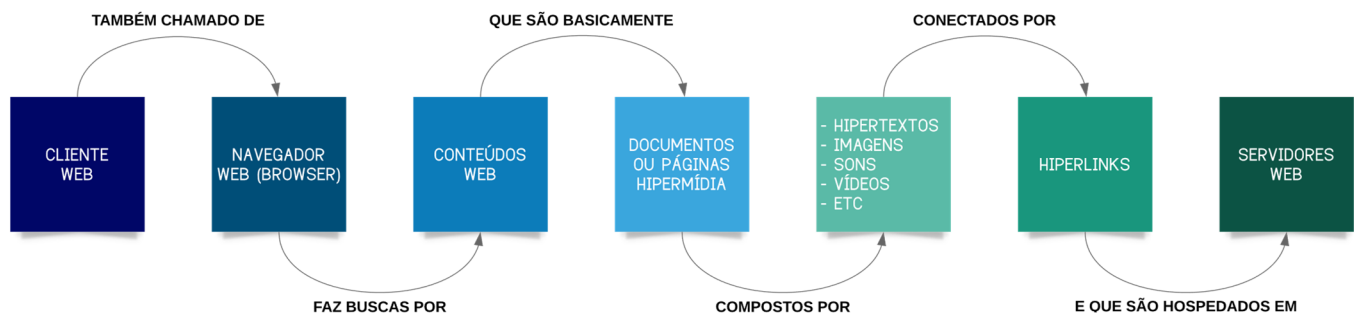 TAMBÉM CHAMADO DE
QUE SÃO BASICAMENTE
CONECTADOS POR
CLIENTE
WEB
NAVEGADOR
WEB (BROWSER)
CONTEÚDOS
WEB
DOCUMENTOS
OU PÁGINAS
HIPERMÍDIA
- HIPERTEXTOS
- IMAGENS
- SONS
- VÍDEOS
- ETC
HIPERLINKS
SERVIDORES
WEB
FAZ BUSCAS POR
COMPOSTOS POR
E QUE SÃO HOSPEDADOS EM